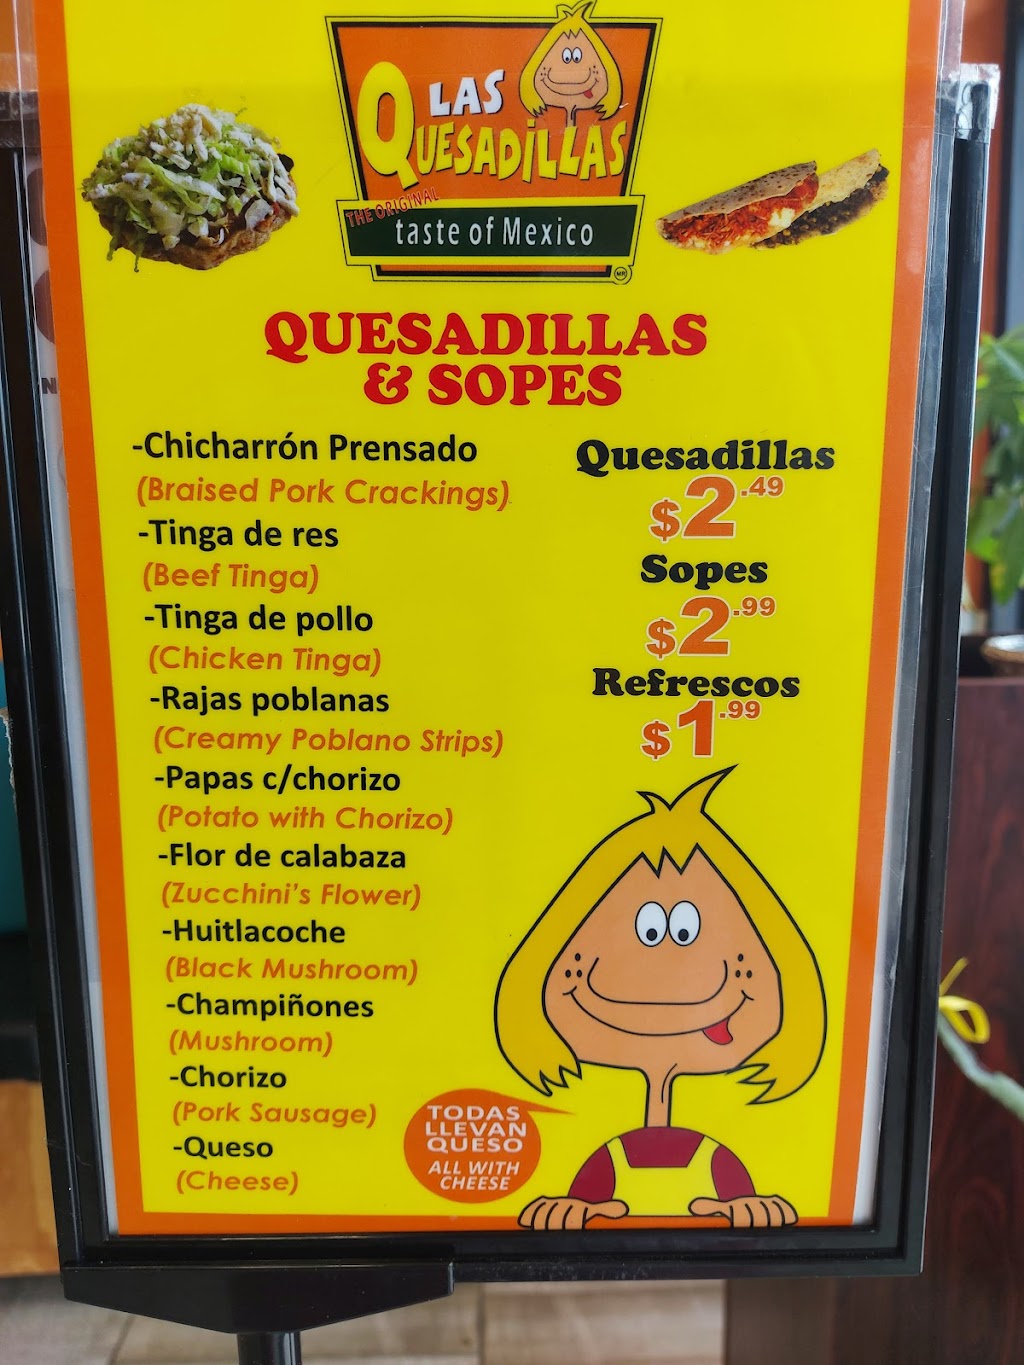 LAS
QUESADILLAS
THE ORIGINAL
taste of Mexico
MR
QUESADILLAS
& SOPES
-Chicharrón Prensado
(Braised Pork Crackings)
-Tinga de res
(Beef Tinga)
-Tinga de pollo
(Chicken Tinga)
-Rajas poblanas
(Creamy Poblano Strips)
-Papas c/chorizo
(Potato with Chorizo)
-Flor de calabaza
(Zucchini's Flower)
-Huitlacoche
(Black Mushroom)
-Champiñones
(Mushroom)
-Chorizo
(Pork Sausage)
-Queso
(Cheese)
Quesadillas
$2.49
Sopes
$2.99
Refrescos
$1.99
TODAS
LLEVAN
QUESO
ALL WITH
CHEESE